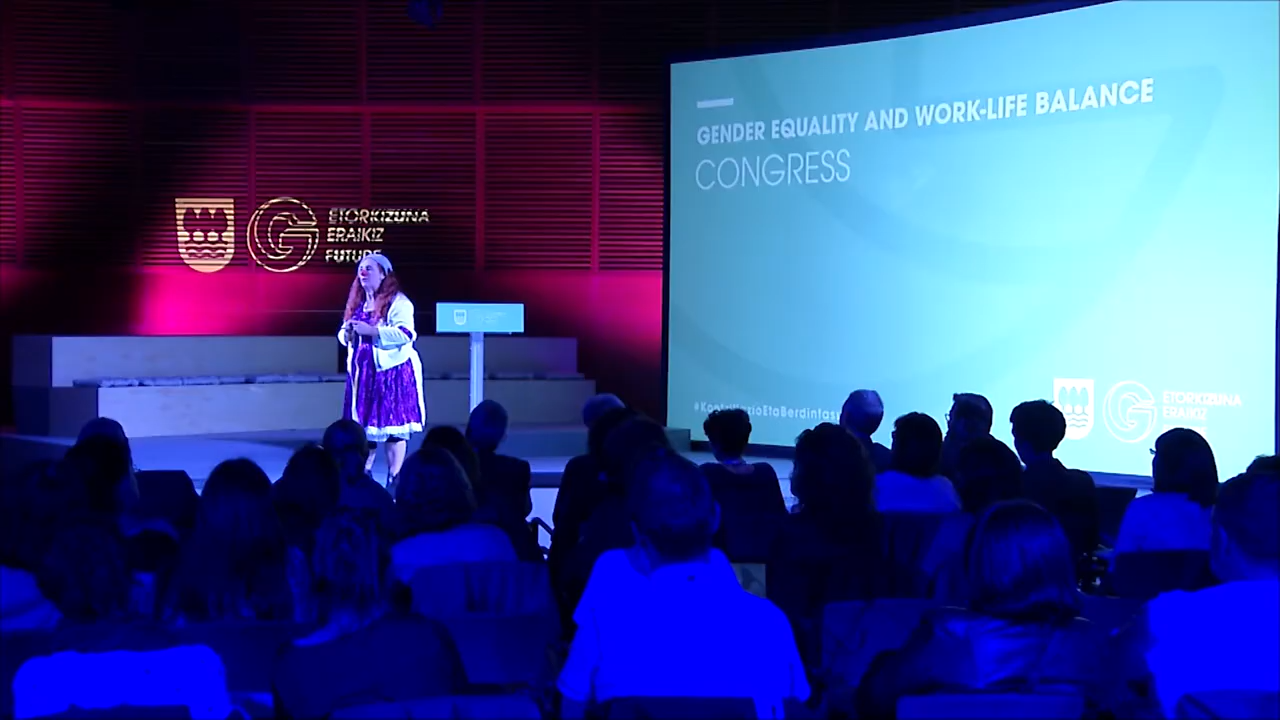 GENDER EQUALITY AND WORK-LIFE BALANCE
CONGRESS
ETORKIZUNA
ERAIKIZ
FUTURE
ETORKIZUNA
ERAIKIZ